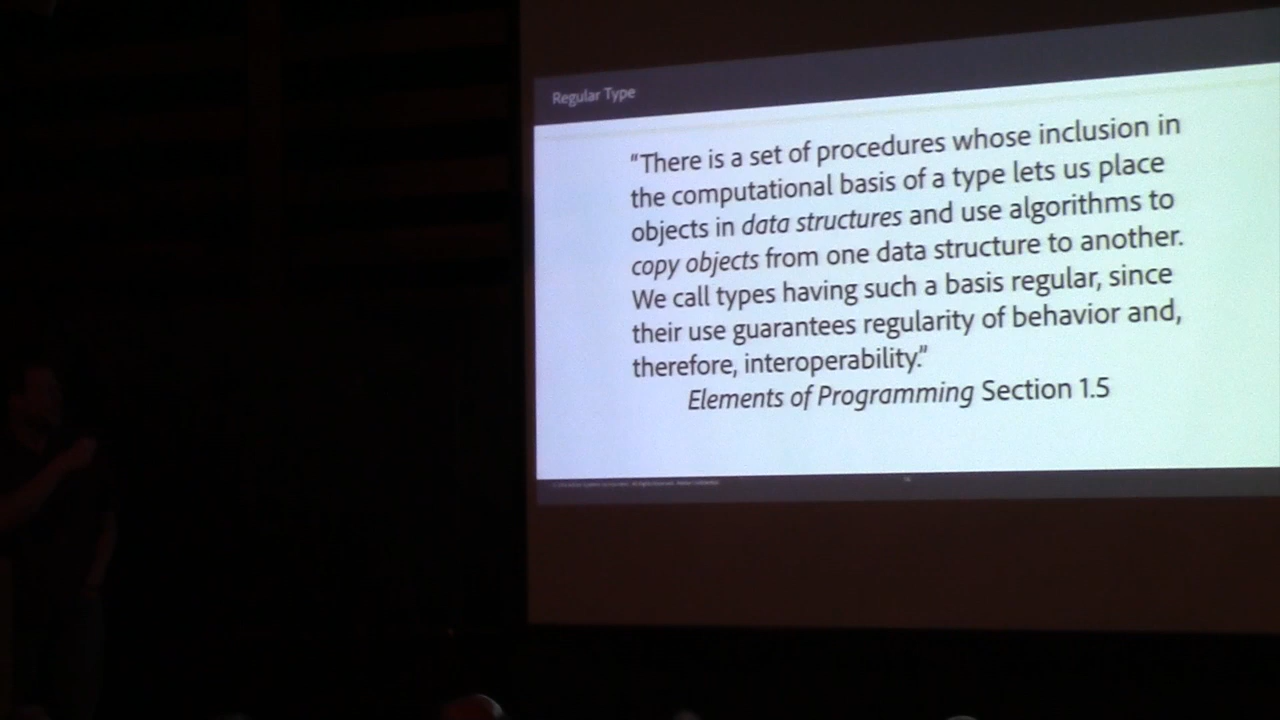 Regular Type
“There is a set of procedures whose inclusion in
the computational basis of a type lets us place
objects in data structures and use algorithms to
copy objects from one data structure to another.
We call types having such a basis regular, since
their use guarantees regularity of behavior and,
therefore, interoperability.”
Elements of Programming Section 1.5